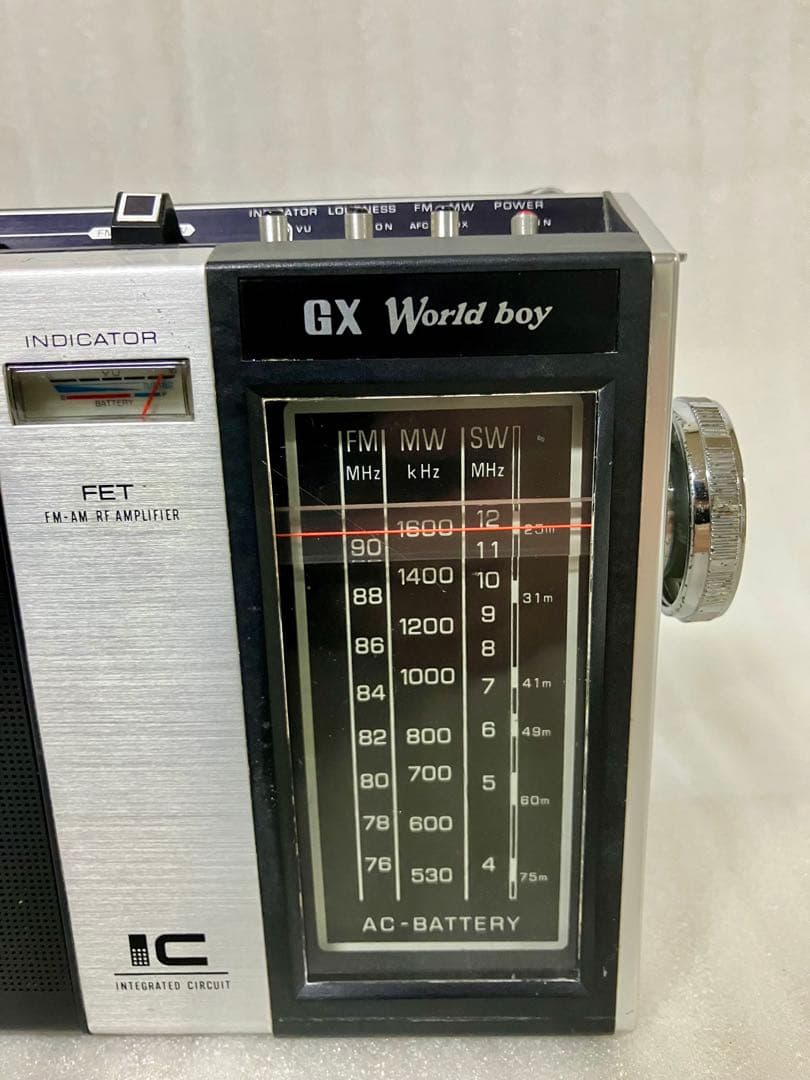 INDICATOR LOUDNESS FM MW POWER
VU ON AFC DX IN
GX World boy
INDICATOR
VU
BATTERY
FET
FM-AM RF AMPLIFIER
FM MW SW
MHz kHz MHz
1600 12 25m
90 11
1400 10
88 31m
1200 9
86 8
1000 7 41m
84
82 800 6 49m
80 700 5
60m
78 600
76 530 4 75m
AC-BATTERY
IC
INTEGRATED CIRCUIT